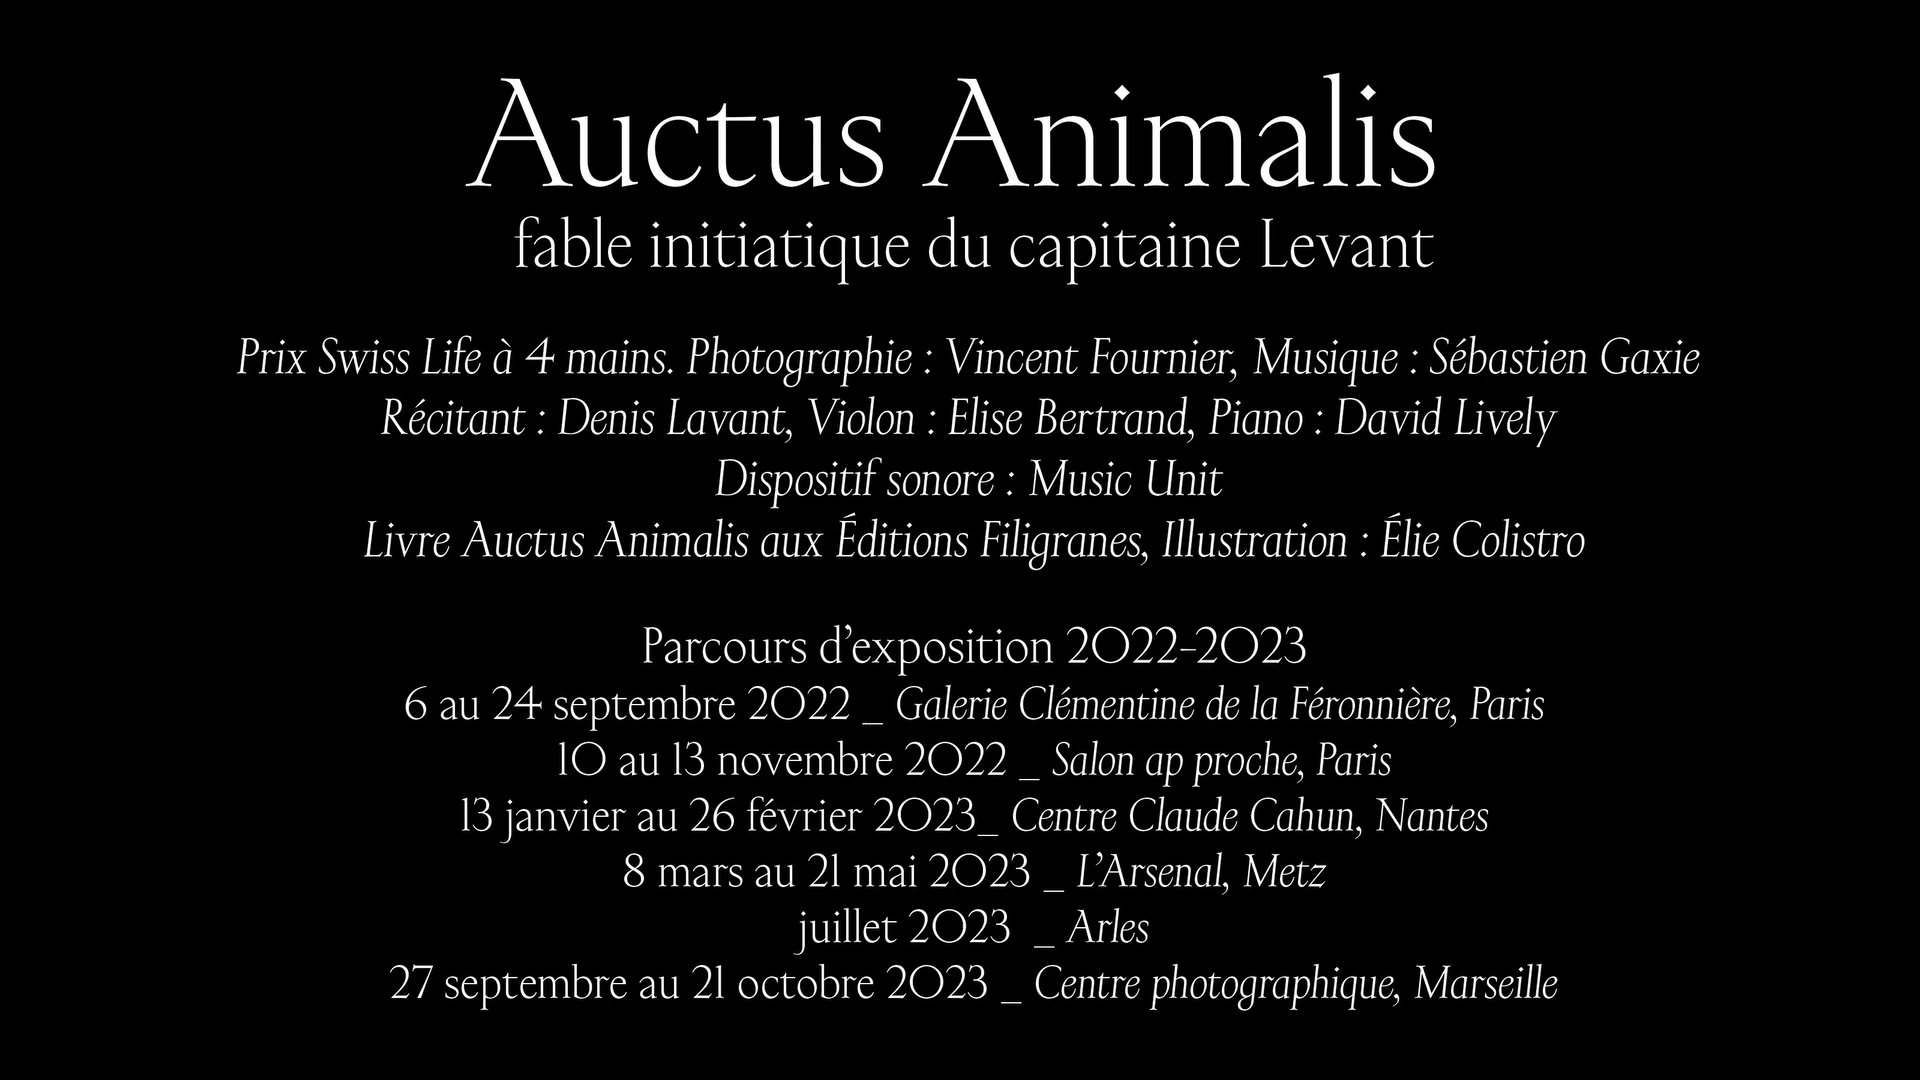 Auctus Animalis
fable initiatique du capitaine Levant
Prix Swiss Life à 4 mains. Photographie : Vincent Fournier, Musique : Sébastien Gaxie
Récitant : Denis Lavant, Violon : Elise Bertrand, Piano : David Lively
Dispositif sonore : Music Unit
Livre Auctus Animalis aux Éditions Filigranes, Illustration : Élie Colistro
Parcours d’exposition 2022-2023
6 au 24 septembre 2022 _ Galerie Clémentine de la Féronnière, Paris
10 au 13 novembre 2022 _ Salon ap proche, Paris
13 janvier au 26 février 2023_ Centre Claude Cahun, Nantes
8 mars au 21 mai 2023 _ L’Arsenal, Metz
juillet 2023 _ Arles
27 septembre au 21 octobre 2023 _ Centre photographique, Marseille